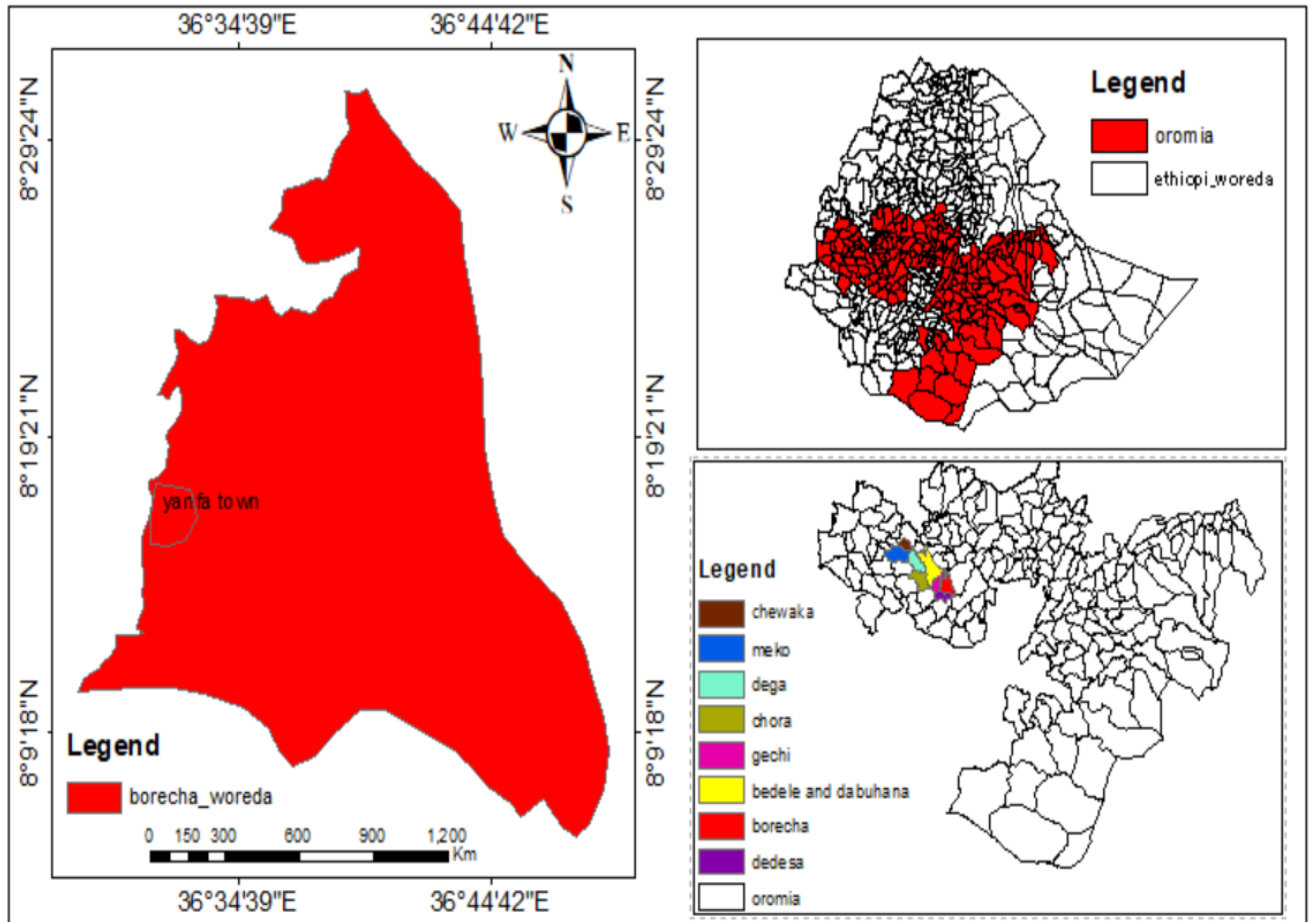 36°34'39"E 36°44'42"E
8°29'24"N
8°19'21"N
8°9'18"N
N
W E
S
yanfa town
Legend
borecha_woreda
0 150 300 600 900 1,200
Km
8°29'24"N
8°19'21"N
8°9'18"N
36°34'39"E 36°44'42"E
Legend
oromia
ethiopi_woreda
Legend
chewaka
meko
dega
chora
gechi
bedele and dabuhana
borecha
dedesa
oromia